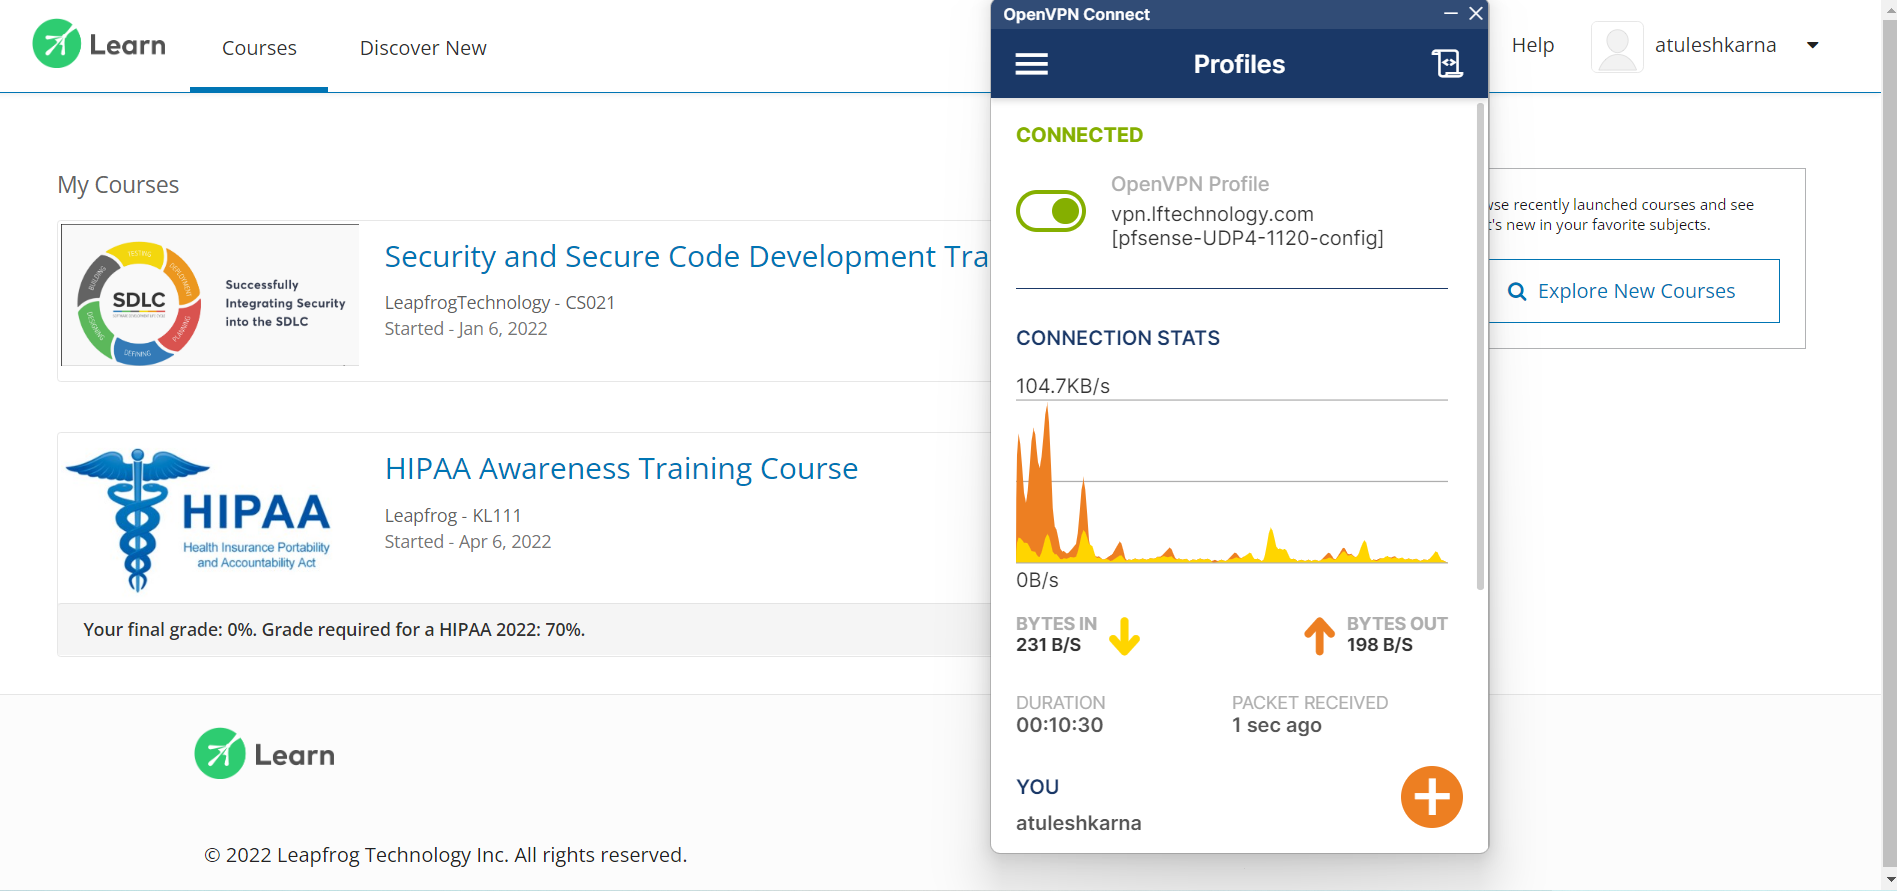 Learn
Courses
Discover New
Help
atuleshkarna
My Courses
TESTING
DEPLOYMENT
PLANNING
DEFINING
DESIGNING
BUILDING
SDLC
Successfully
Integrating Security
into the SDLC
Security and Secure Code Development Tra
LeapfrogTechnology - CS021
Started - Jan 6, 2022
HIPAA
Health Insurance Portability
and Accountability Act
HIPAA Awareness Training Course
Leapfrog - KL111
Started - Apr 6, 2022
Your final grade: 0%. Grade required for a HIPAA 2022: 70%.
OpenVPN Connect
Profiles
CONNECTED
OpenVPN Profile
vpn.lftechnology.com
[pfsense-UDP4-1120-config]
CONNECTION STATS
104.7KB/s
0B/s
BYTES IN
231 B/S
BYTES OUT
198 B/S
DURATION
00:10:30
PACKET RECEIVED
1 sec ago
YOU
atuleshkarna
wse recently launched courses and see
t's new in your favorite subjects.
Explore New Courses
Learn
© 2022 Leapfrog Technology Inc. All rights reserved.